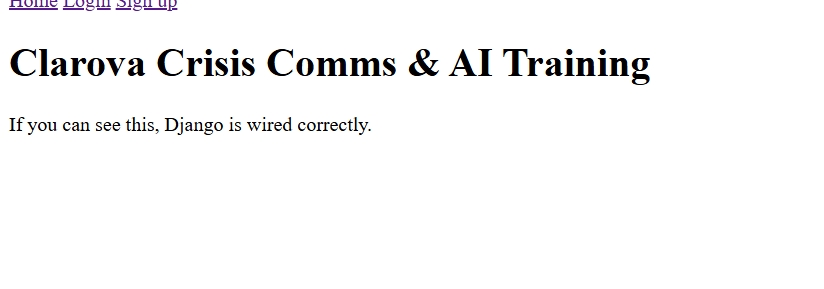 Home Login Sign up
Clarova Crisis Comms & AI Training
If you can see this, Django is wired correctly.